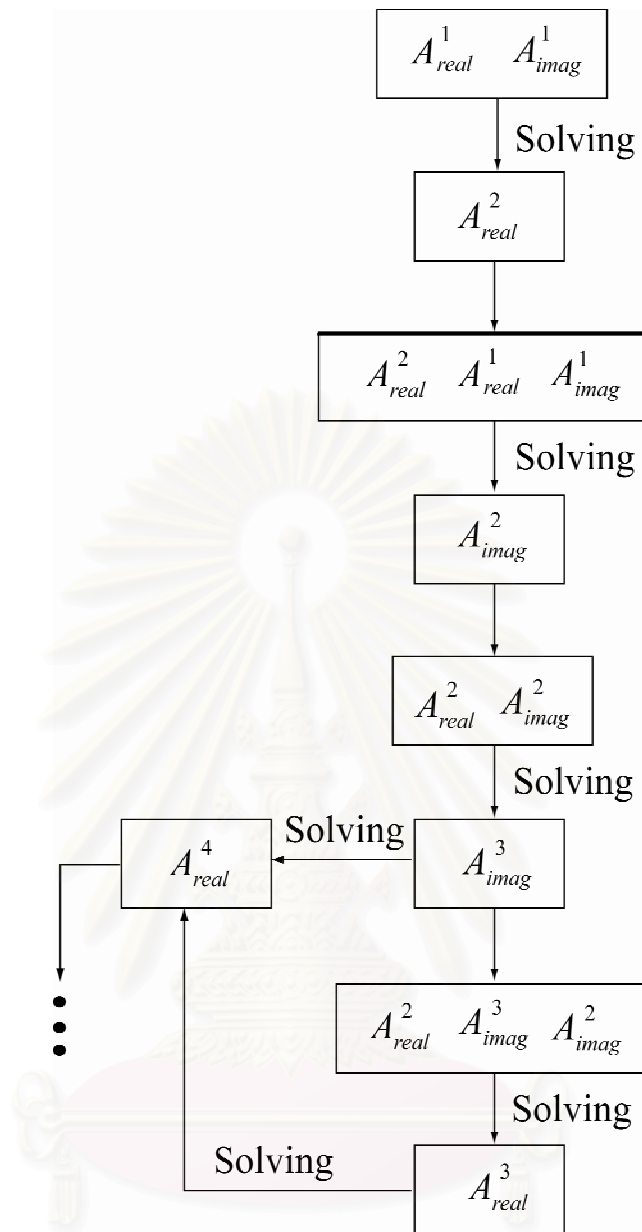 A^1_real A^1_imag
Solving
A^2_real
A^2_real A^1_real A^1_imag
Solving
A^2_imag
A^2_real A^2_imag
Solving
A^4_real Solving A^3_imag
A^2_real A^3_imag A^2_imag
Solving
Solving
A^3_real